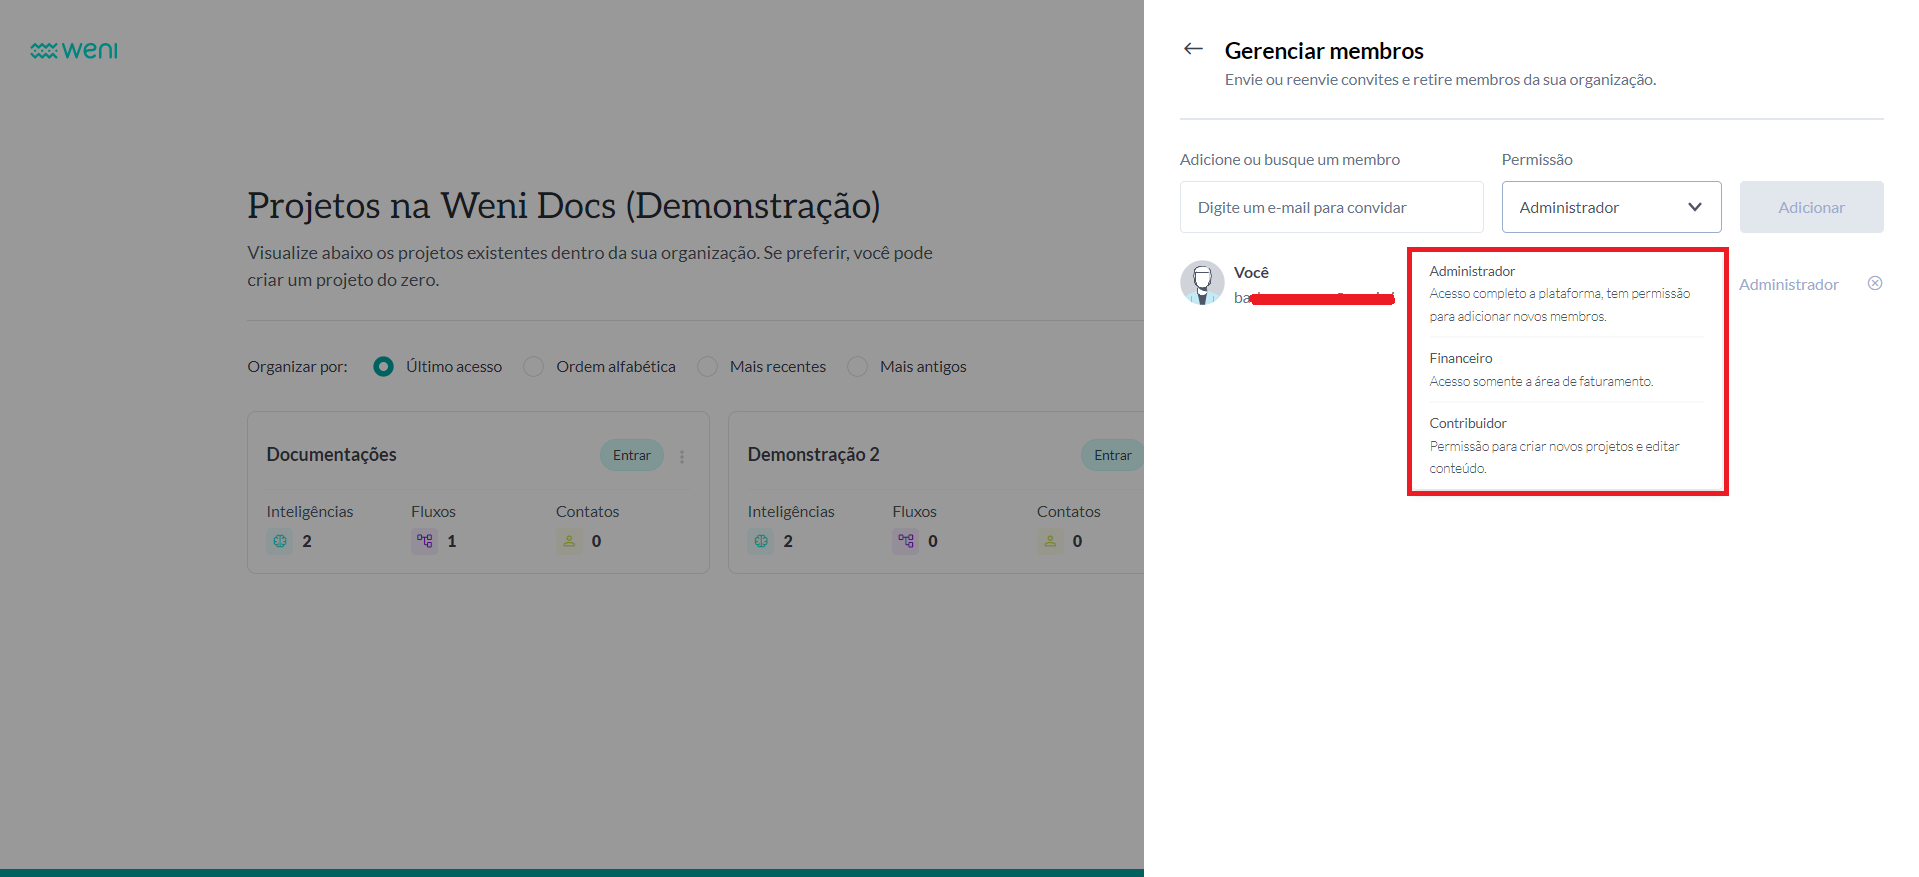 weni
Projetos na Weni Docs (Demonstração)
Visualize abaixo os projetos existentes dentro da sua organização. Se preferir, você pode
criar um projeto do zero.
Organizar por:
Último acesso
Ordem alfabética
Mais recentes
Mais antigos
Documentações
Entrar
Inteligências
Fluxos
Contatos
2
1
0
Demonstração 2
Entrar
Inteligências
Fluxos
Contatos
2
0
0
Gerenciar membros
Envie ou reenvie convites e retire membros da sua organização.
Adicione ou busque um membro
Permissão
Digite um e-mail para convidar
Administrador
Adicionar
Você
Administrador
Administrador
Acesso completo a plataforma, tem permissão
para adicionar novos membros.
Financeiro
Acesso somente a área de faturamento.
Contribuidor
Permissão para criar novos projetos e editar
conteúdo.